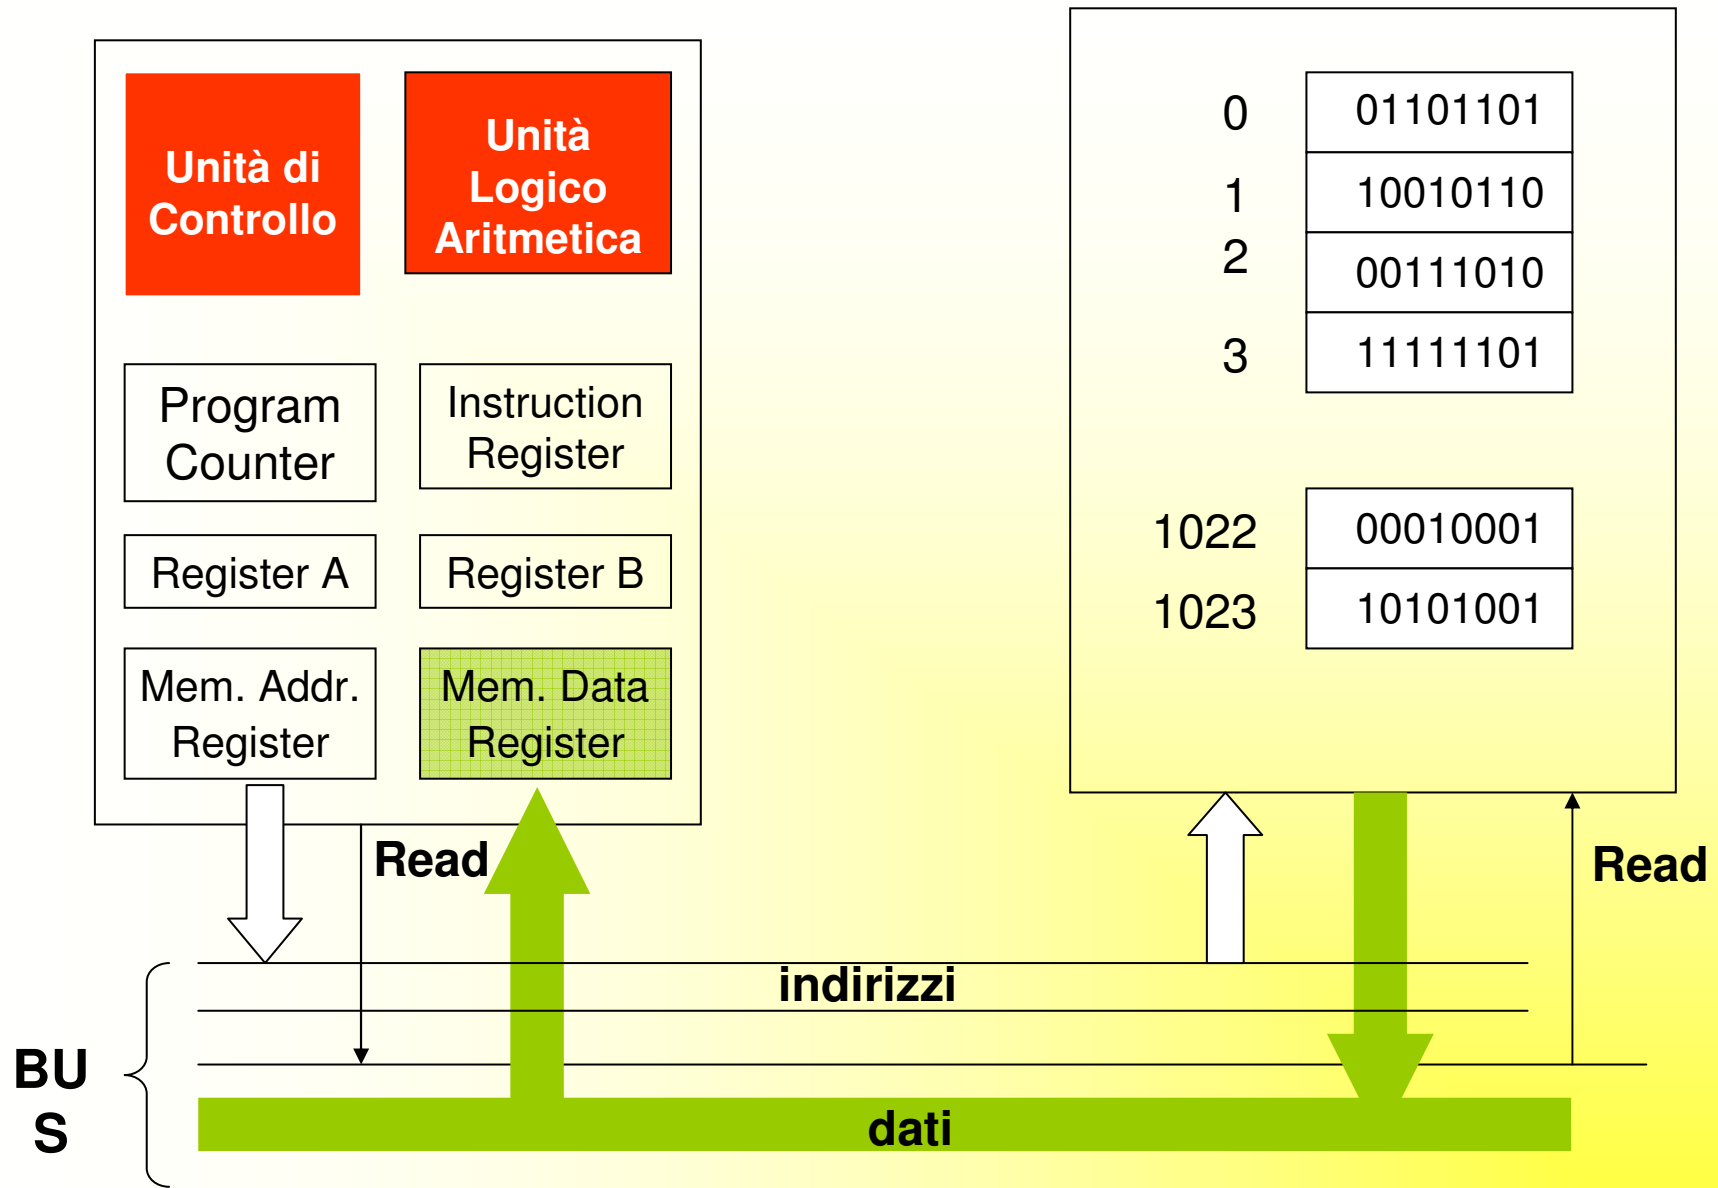 Unità di
Controllo
Unità
Logico
Aritmetica
Program
Counter
Instruction
Register
Register A
Register B
Mem. Addr.
Register
Mem. Data
Register
0 01101101
1 10010110
2 00111010
3 11111101
1022 00010001
1023 10101001
Read
Read
indirizzi
BU
S
dati